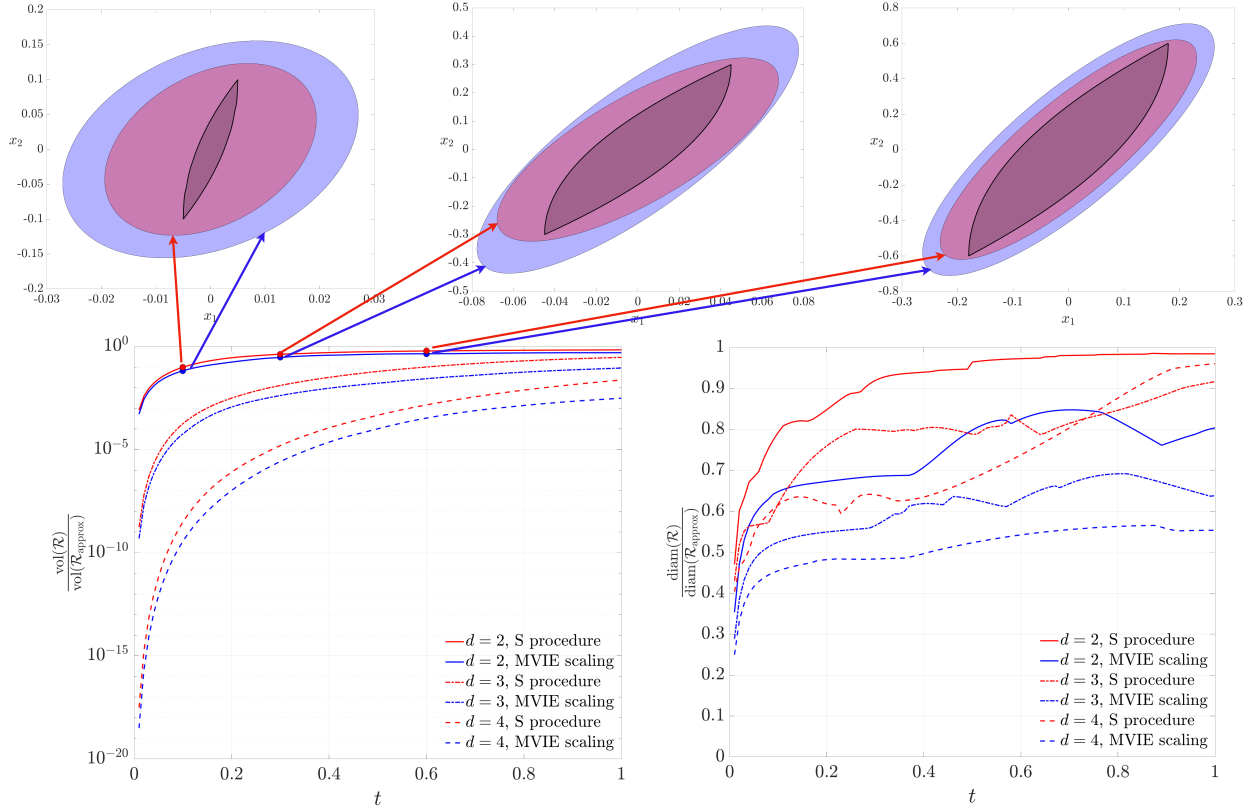 0.2
0.15
0.1
0.05
0
-0.05
-0.1
-0.15
-0.2
x₂
-0.03 -0.02 -0.01 0 0.01 0.02 0.03
x₁
0.5
0.4
0.3
0.2
0.1
0
-0.1
-0.2
-0.3
-0.4
-0.5
x₂
-0.08 -0.06 -0.04 -0.02 0 0.02 0.04 0.06 0.08
x₁
0.8
0.6
0.4
0.2
0
-0.2
-0.4
-0.6
-0.8
x₂
-0.3 -0.2 -0.1 0 0.1 0.2 0.3
x₁
10⁰
10⁻⁵
10⁻¹⁰
10⁻¹⁵
10⁻²⁰
vol(ℛ)
vol(ℛapprox)
d = 2, S procedure
d = 2, MVIE scaling
d = 3, S procedure
d = 3, MVIE scaling
d = 4, S procedure
d = 4, MVIE scaling
0 0.2 0.4 0.6 0.8 1
t
1
0.9
0.8
0.7
0.6
0.5
0.4
0.3
0.2
0.1
0
diam(ℛ)
diam(ℛapprox)
d = 2, S procedure
d = 2, MVIE scaling
d = 3, S procedure
d = 3, MVIE scaling
d = 4, S procedure
d = 4, MVIE scaling
0 0.2 0.4 0.6 0.8 1
t